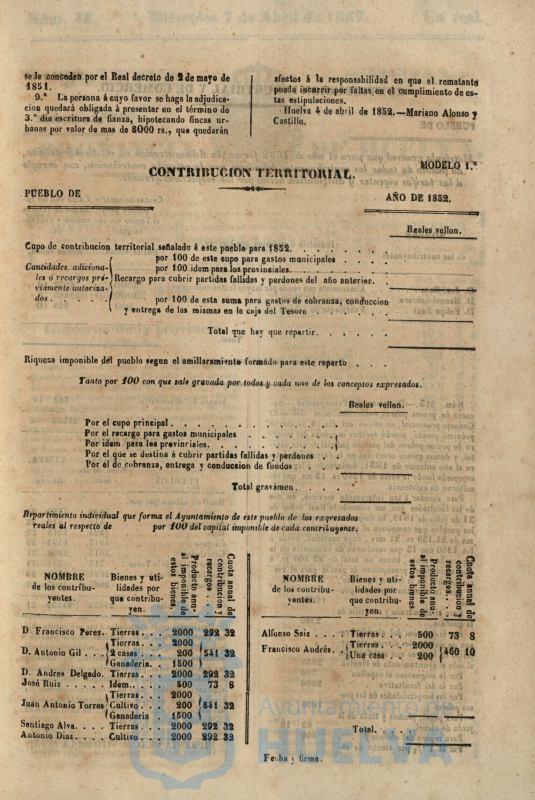 se le conceden por el Real decreto de 2 de mayo de
1851.
9.ª La persona á cuyo favor se haga la adjudica-
cion quedará obligada á presentar en el término de
3.º dia escritura de fianza, hipotecando fincas ur-
banas por valor de mas de 8000 rs., que quedarán
afectos á la responsabilidad en que el rematante
pueda incurrir por faltas en el cumplimiento de es-
tas estipulaciones.
Huelva 4 de abril de 1852.—Mariano Alonso y
Castillo.
MODELO 1.º
CONTRIBUCION TERRITORIAL.
PUEBLO DE
AÑO DE 1852.
Reales vellon.
Cupo de contribucion territorial señalado á este pueblo para 1852.
Cantidades adiciona-
les ó recargos pré-
viamente autoriza-
dos
por 100 de este cupo para gastos municipales
por 100 idem para los provinciales.
Recargo para cubrir partidas fallidas y perdones del año anterior.
por 100 de esta suma para gastos de cobranza, conduccion
y entrega de las mismas en la caja del Tesoro
Total que hay que repartir.
Riqueza imponible del pueblo segun el amillaramiento formado para este reparto
Tanto por 100 con que sale gravada por todos y cada uno de los conceptos expresados.
Reales vellon.
Por el cupo principal.
Por el recargo para gastos municipales
Por idem para los provinciales.
Por el que se destina á cubrir partidas fallidas y perdones
Por el de cobranza, entrega y conduccion de fondos.
Total gravámen.
Repartimiento individual que forma el Ayuntamiento de este pueblo de los expresados
reales al respecto de por 100 del capital imponible de cada contribuyente.
NOMBRE
de los contribu-
yentes.
Bienes y uti-
lidades por
que contribu-
yen.
Producto anu-
al imponible de
estos bienes.
Cuota anual de
contribucion y
recargos.
D. Francisco Perez. Tierras . . . 2000 292 32
D. Antonio Gil . . Tierras . . . 2000
2 casas . . . 200 541 32
Ganaderia. 1500
D. Andres Delgado. Tierras . . . 2000 292 32
José Ruiz . . . . Idem. . . . 500 73 8
Juan Antonio Torres Tierras . . . 2000
Cultivo . . . 200 541 32
Ganaderia 1500
Santiago Alva. . . . Tierras . . . 2000 292 32
Antonio Diaz. . . . Cultivo . . . 2000 292 32
NOMBRE
de los contribu-
yentes.
Bienes y uti-
lidades por
que contribu-
yen.
Producto anu-
al imponible de
estos bienes
Cuota anual de
contribucion y
recargos.
Alfonso Saiz . . . . Tierras. . . . 500 73 8
Francisco Andrés. . Tierras. . . . 2000
Una casa . . . 200 460 10
Total.
Fecha y firma.
Ayuntamiento de
HUELVA